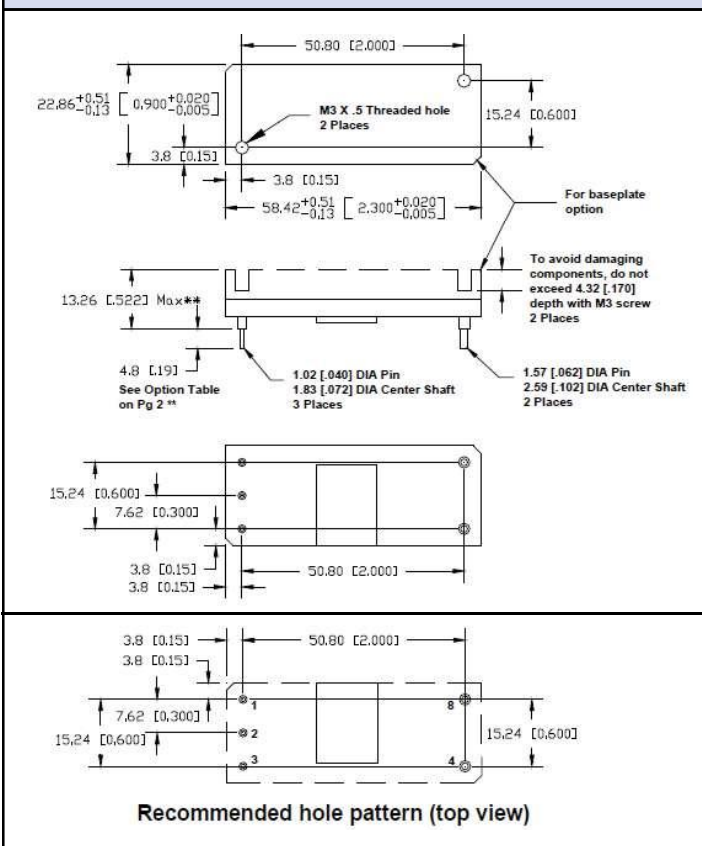 50.80 [2.000]
22.86+0.51-0.13 [ 0.900+0.020-0.005]
M3 X .5 Threaded hole
2 Places
15.24 [0.600]
3.8 [0.15]
3.8 [0.15]
58.42+0.51-0.13 [ 2.300+0.020-0.005]
For baseplate
option
To avoid damaging
components, do not
exceed 4.32 [.170]
depth with M3 screw
2 Places
13.26 [.522] Max**
4.8 [.19]
See Option Table
on Pg 2 **
1.02 [.040] DIA Pin
1.83 [.072] DIA Center Shaft
3 Places
1.57 [.062] DIA Pin
2.59 [.102] DIA Center Shaft
2 Places
15.24 [0.600]
7.62 [0.300]
3.8 [0.15]
3.8 [0.15]
50.80 [2.000]
3.8 [0.15]
50.80 [2.000]
3.8 [0.15]
1
8
7.62 [0.300]
2
15.24 [0.600]
15.24 [0.600]
3
4
Recommended hole pattern (top view)